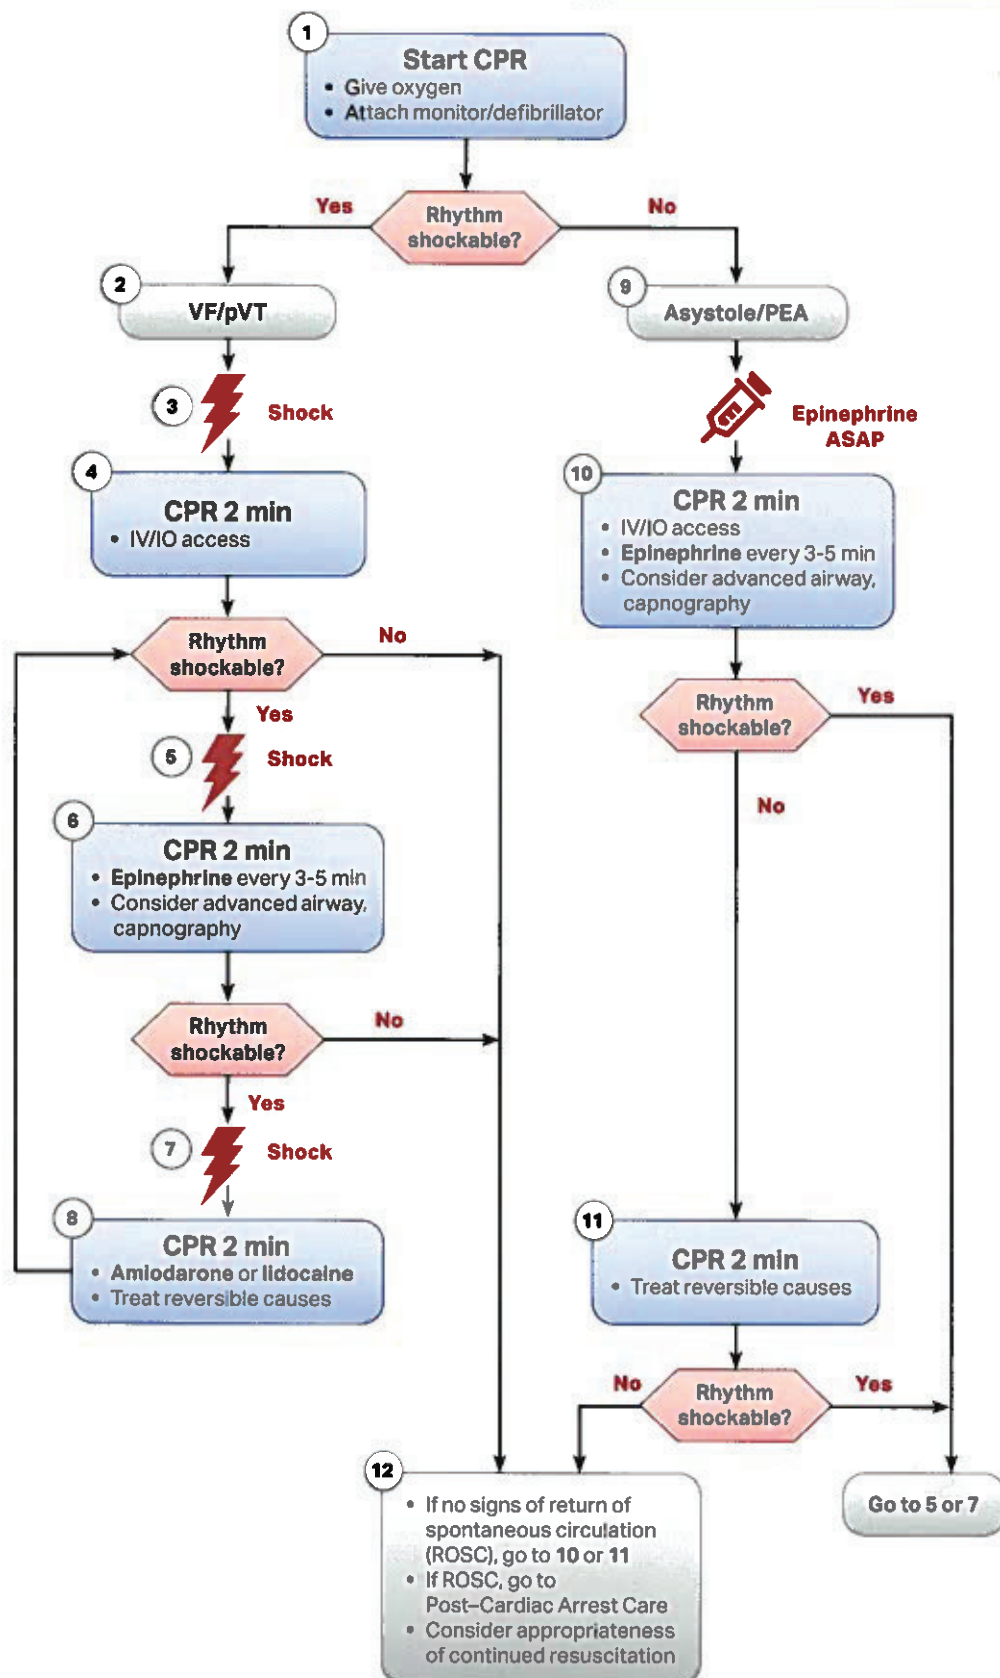 1
Start CPR
• Give oxygen
• Attach monitor/defibrillator
Rhythm
shockable?
Yes
No
2
VF/pVT
3
Shock
4
CPR 2 min
• IV/IO access
Rhythm
shockable?
No
Yes
5
Shock
6
CPR 2 min
• Epinephrine every 3-5 min
• Consider advanced airway,
capnography
Rhythm
shockable?
No
Yes
7
Shock
8
CPR 2 min
• Amiodarone or lidocaine
• Treat reversible causes
9
Asystole/PEA
Epinephrine
ASAP
10
CPR 2 min
• IV/IO access
• Epinephrine every 3-5 min
• Consider advanced airway,
capnography
Rhythm
shockable?
Yes
No
11
CPR 2 min
• Treat reversible causes
Rhythm
shockable?
No
Yes
12
• If no signs of return of
spontaneous circulation
(ROSC), go to 10 or 11
• If ROSC, go to
Post–Cardiac Arrest Care
• Consider appropriateness
of continued resuscitation
Go to 5 or 7